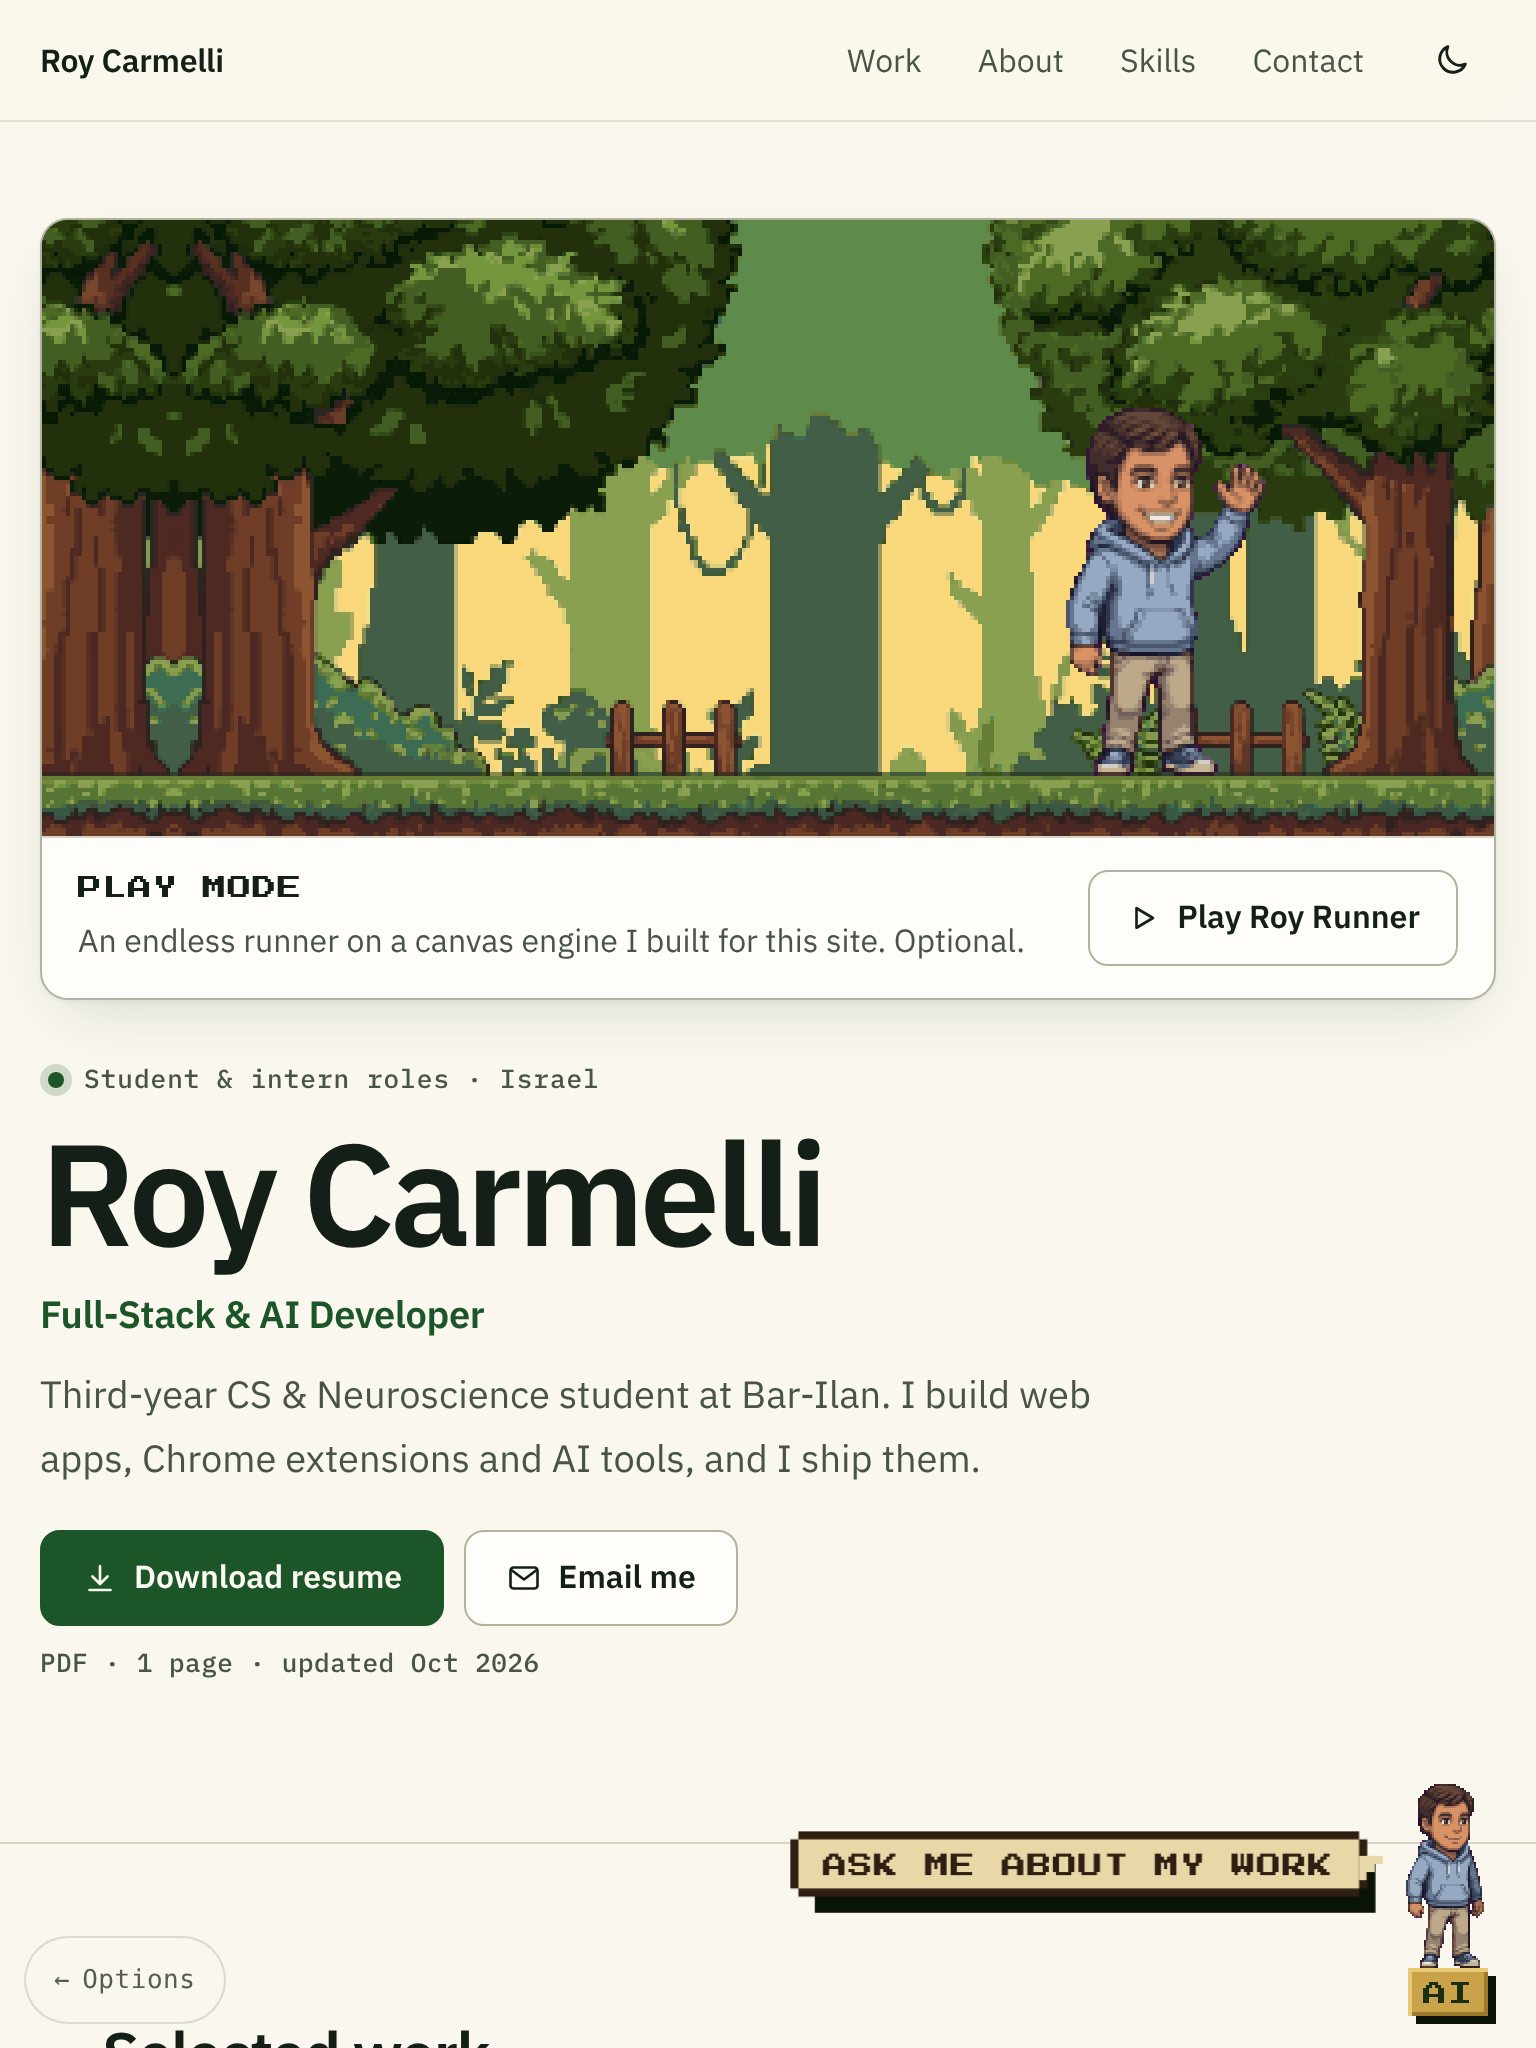 Roy Carmelli
Work About Skills Contact
PLAY MODE
An endless runner on a canvas engine I built for this site. Optional.
Play Roy Runner
Student & intern roles · Israel
Roy Carmelli
Full-Stack & AI Developer
Third-year CS & Neuroscience student at Bar-Ilan. I build web
apps, Chrome extensions and AI tools, and I ship them.
Download resume
Email me
PDF · 1 page · updated Oct 2026
ASK ME ABOUT MY WORK
← Options
AI
Selected work